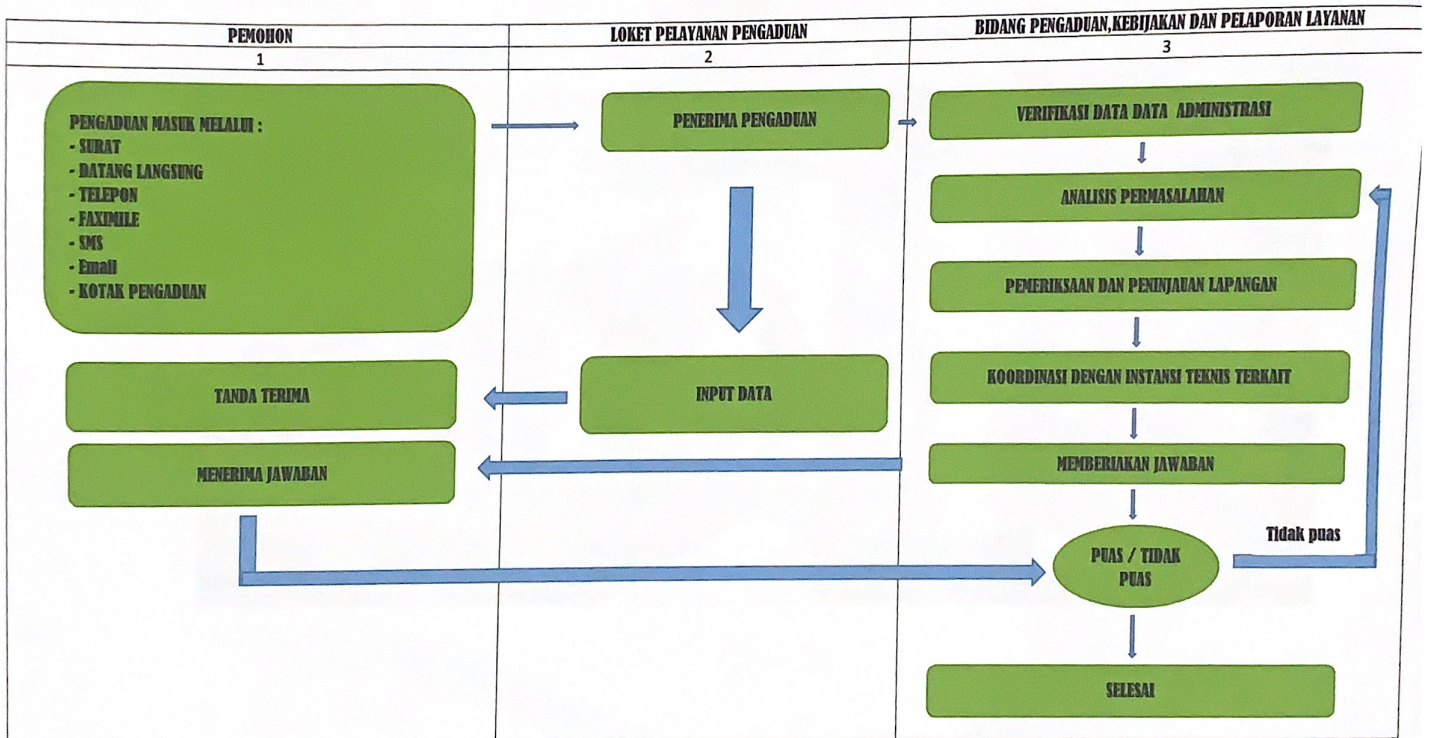 PEMOHON
LOKET PELAYANAN PENGADUAN
BIDANG PENGADUAN,KEBIJAKAN DAN PELAPORAN LAYANAN
1
2
3
PENGADUAN MASUK MELALUI :
- SURAT
- DATANG LANGSUNG
- TELEPON
- FAXIMILE
- SMS
- Email
- KOTAK PENGADUAN
TANDA TERIMA
MENERIMA JAWABAN
PENERIMA PENGADUAN
INPUT DATA
VERIFIKASI DATA DATA ADMINISTRASI
ANALISIS PERMASALAHAN
PEMERIKSAAN DAN PENINJAUAN LAPANGAN
KOORDINASI DENGAN INSTANSI TEKNIS TERKAIT
MEMBERIAKAN JAWABAN
PUAS / TIDAK
PUAS
Tidak puas
SELESAI